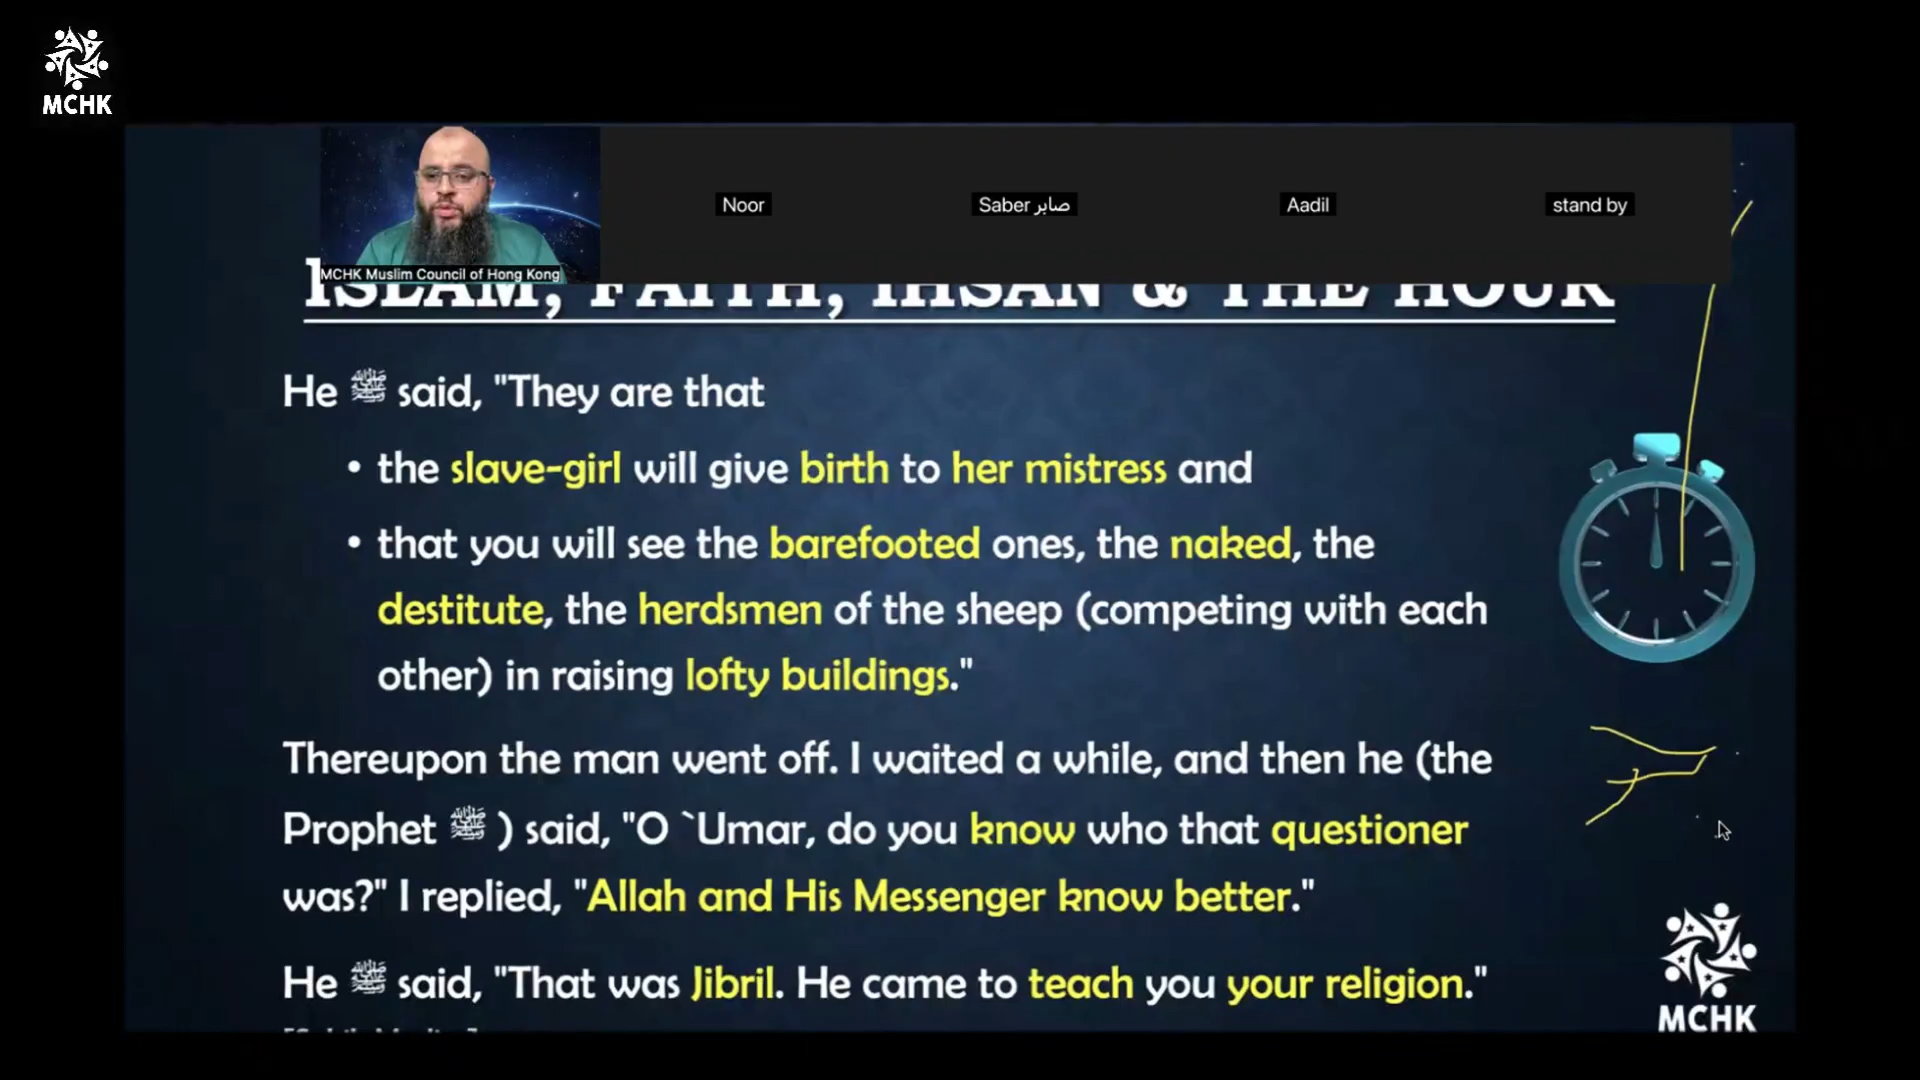 MCHK
Noor
Saber صابر
Aadil
stand by
MCHK Muslim Council of Hong Kong
ISLAM, FAITH, IHSAN & THE HOUR
He ﷺ said, "They are that
• the slave-girl will give birth to her mistress and
• that you will see the barefooted ones, the naked, the
destitute, the herdsmen of the sheep (competing with each
other) in raising lofty buildings."
Thereupon the man went off. I waited a while, and then he (the
Prophet ﷺ ) said, "O `Umar, do you know who that questioner
was?" I replied, "Allah and His Messenger know better."
He ﷺ said, "That was Jibril. He came to teach you your religion."
MCHK